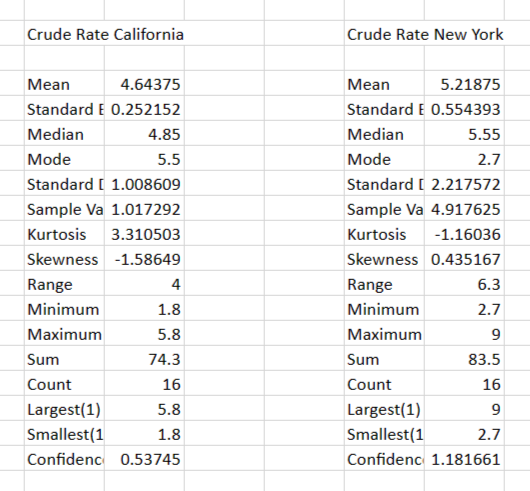 Crude Rate California Crude Rate New York
Mean 4.64375 Mean 5.21875
Standard E 0.252152 Standard E 0.554393
Median 4.85 Median 5.55
Mode 5.5 Mode 2.7
Standard D 1.008609 Standard D 2.217572
Sample Va 1.017292 Sample Va 4.917625
Kurtosis 3.310503 Kurtosis -1.16036
Skewness -1.58649 Skewness 0.435167
Range 4 Range 6.3
Minimum 1.8 Minimum 2.7
Maximum 5.8 Maximum 9
Sum 74.3 Sum 83.5
Count 16 Count 16
Largest(1) 5.8 Largest(1) 9
Smallest(1 1.8 Smallest(1 2.7
Confidenc 0.53745 Confidenc 1.181661